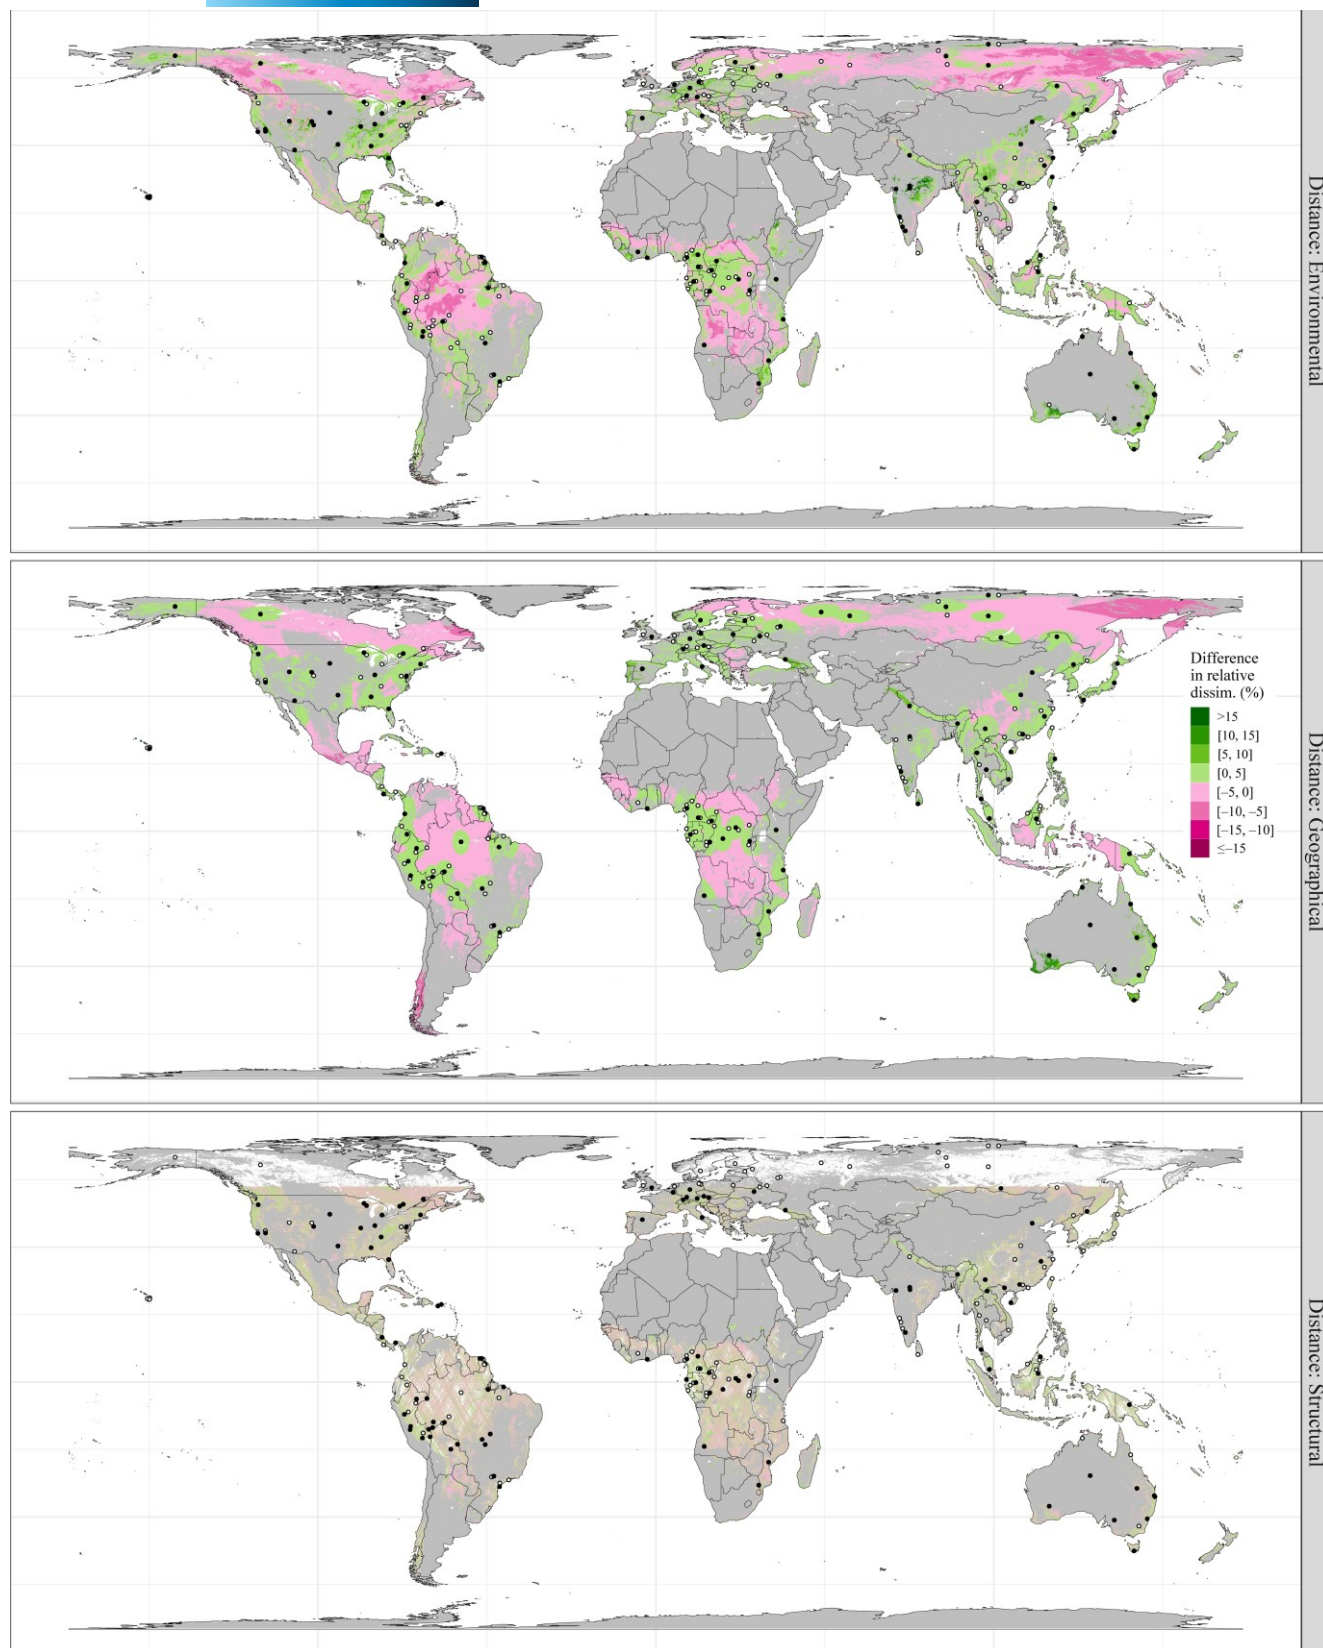 Distance: Environmental
Distance: Geographical
Difference
in relative
dissim. (%)
>15
[10, 15]
[5, 10]
[0, 5]
[−5, 0]
[−10, −5]
[−15, −10]
≤−15
Distance: Structural